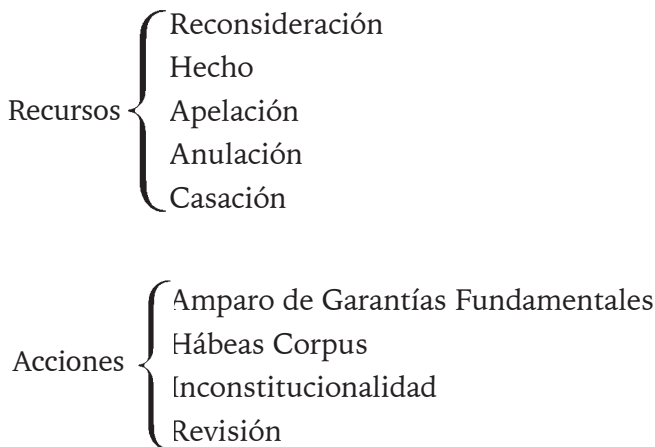 Reconsideración
Hecho
Recursos Apelación
Anulación
Casación
Amparo de Garantías Fundamentales
Hábeas Corpus
Acciones
Inconstitucionalidad
Revisión